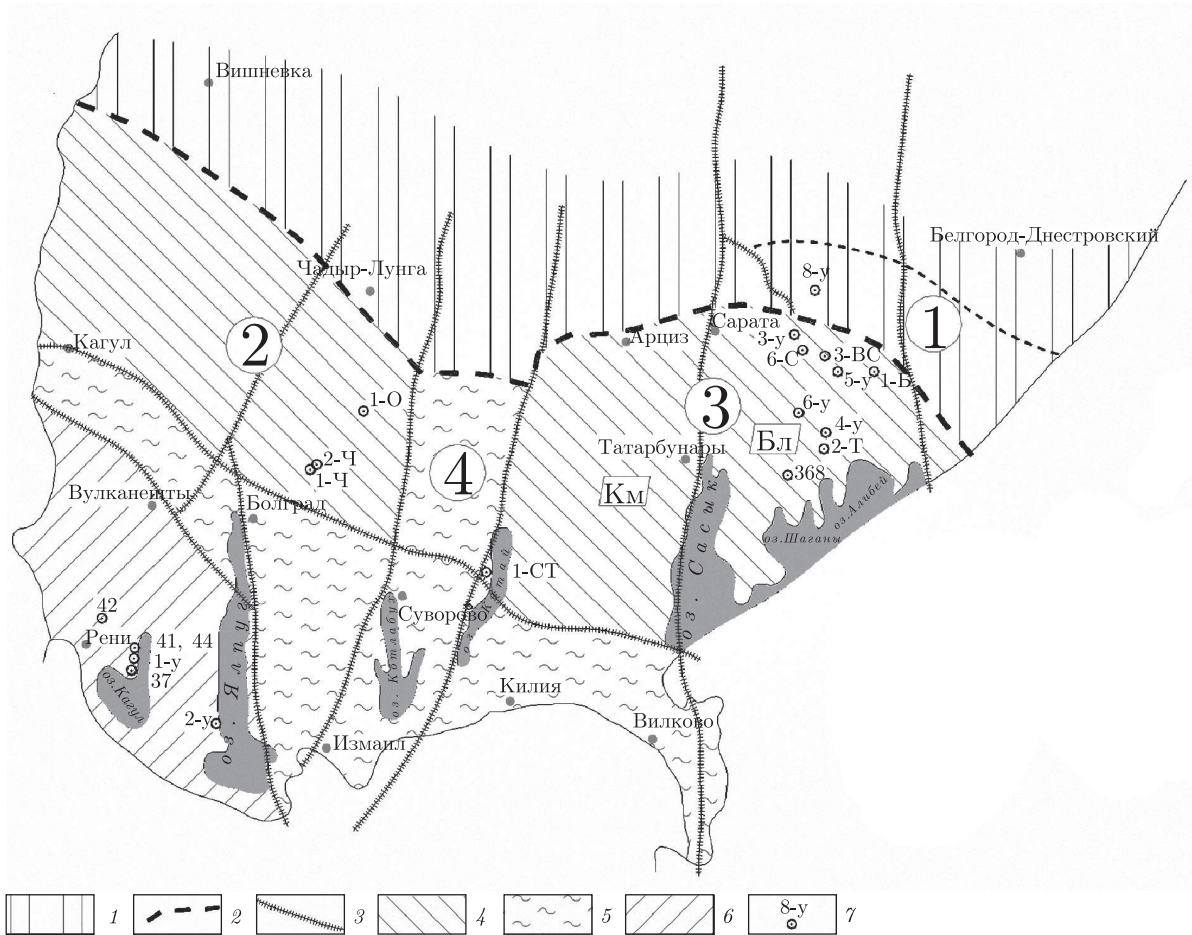 Вишневка
Белгород-Днестровский
8-у
Чадыр-Лунга
1
2
Сарата
3-у
Арциз
Кагул
6-С
3-ВС
5-у
1-Б
1-О
3
6-у
4-у
Бл
2-Т
Татарбунары
2-Ч
1-Ч
4
368
Вулканешты
Км
Болград
оз. Сасык
оз.Шаганы
оз.Алибей
1-СТ
оз. Китай
Суворово
оз. Котлабух
42
Рени
41, 44
1-у
37
оз.Кагул
оз. Ялпуг
2-у
Килия
Вилково
Измаил
1
2
3
4
5
6
8-у
7